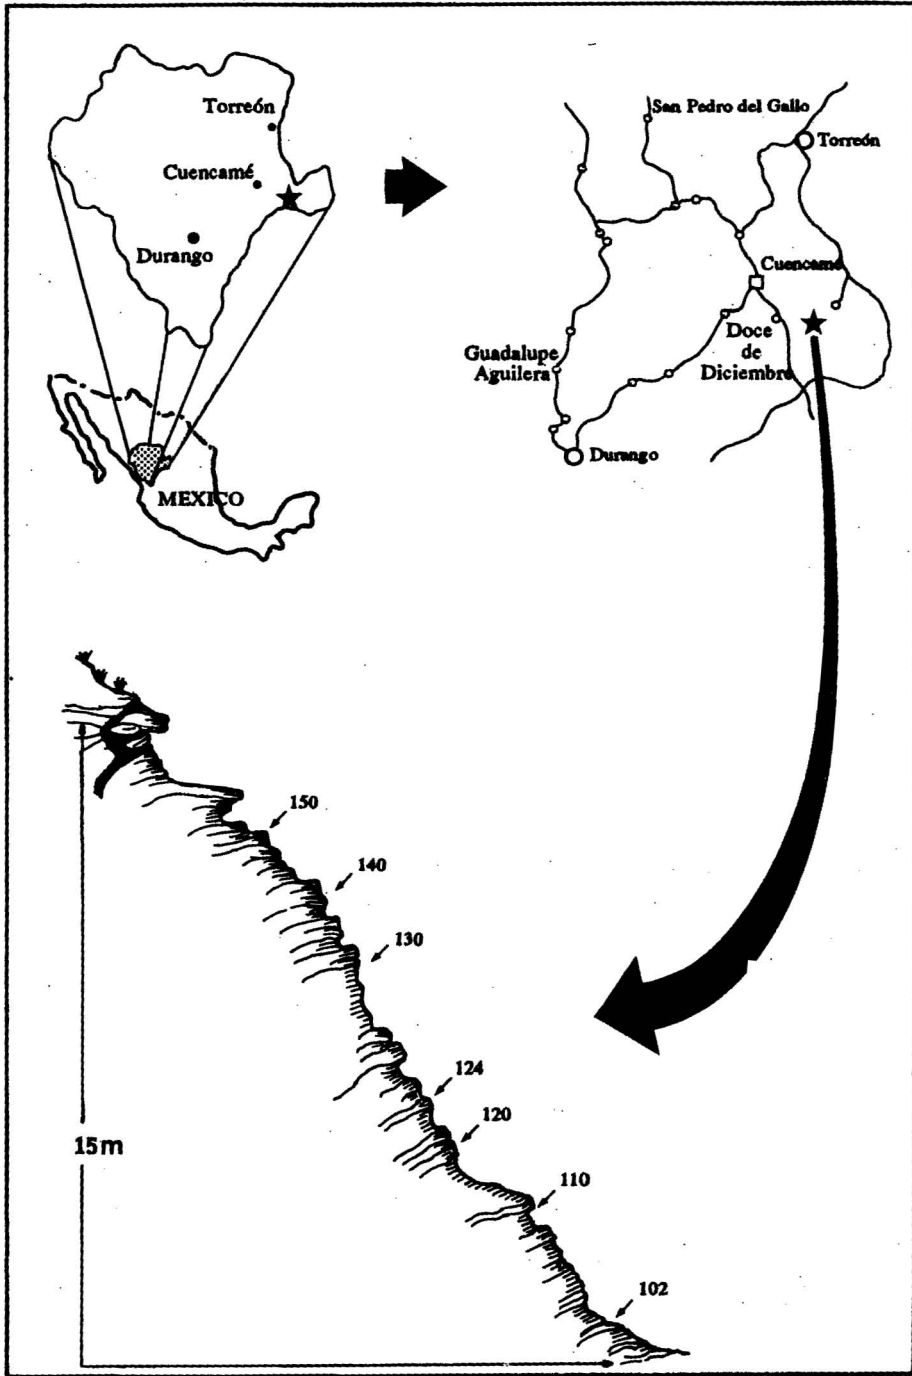 Torreón
Cuencamé
Durango
MEXICO
San Pedro del Gallo
Torreón
Cuencamé
Doce
de
Diciembre
Guadalupe
Aguilera
Durango
150
140
130
124
120
110
102
15m